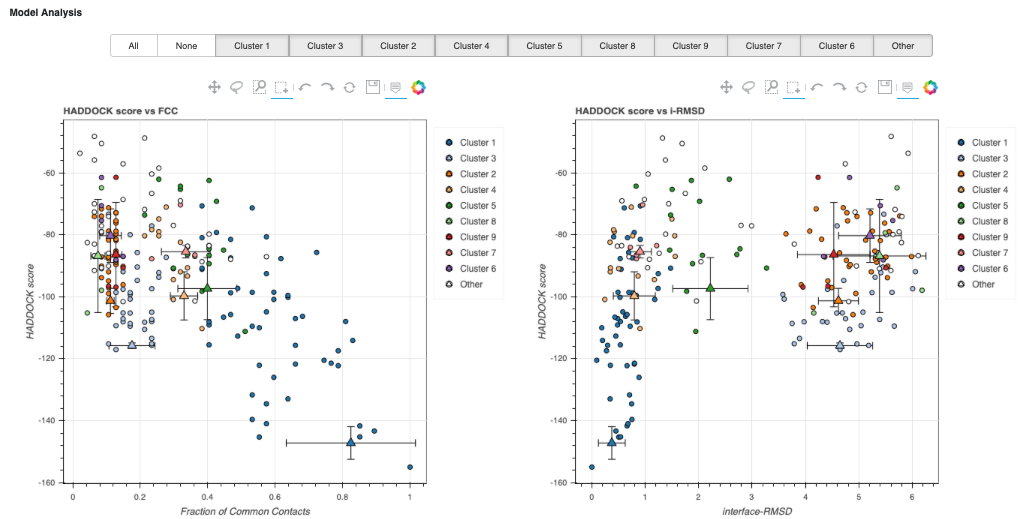 Model Analysis
All None Cluster 1 Cluster 3 Cluster 2 Cluster 4 Cluster 5 Cluster 8 Cluster 9 Cluster 7 Cluster 6 Other
HADDOCK score vs FCC
-60
-80
-100
-120
-140
-160
HADDOCK score
0 0.2 0.4 0.6 0.8 1
Fraction of Common Contacts
Cluster 1
Cluster 3
Cluster 2
Cluster 4
Cluster 5
Cluster 8
Cluster 9
Cluster 7
Cluster 6
Other
HADDOCK score vs i-RMSD
-60
-80
-100
-120
-140
-160
HADDOCK score
0 1 2 3 4 5 6
interface-RMSD
Cluster 1
Cluster 3
Cluster 2
Cluster 4
Cluster 5
Cluster 8
Cluster 9
Cluster 7
Cluster 6
Other